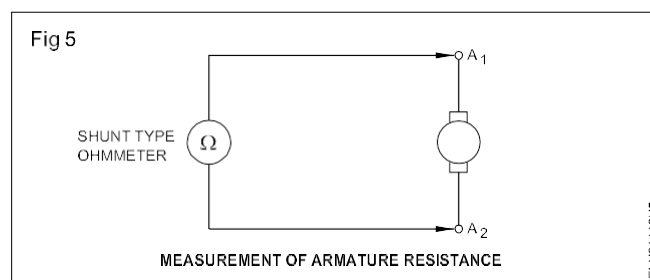 Fig 5
A1
SHUNT TYPE
OHMMETER
Ω
A2
MEASUREMENT OF ARMATURE RESISTANCE